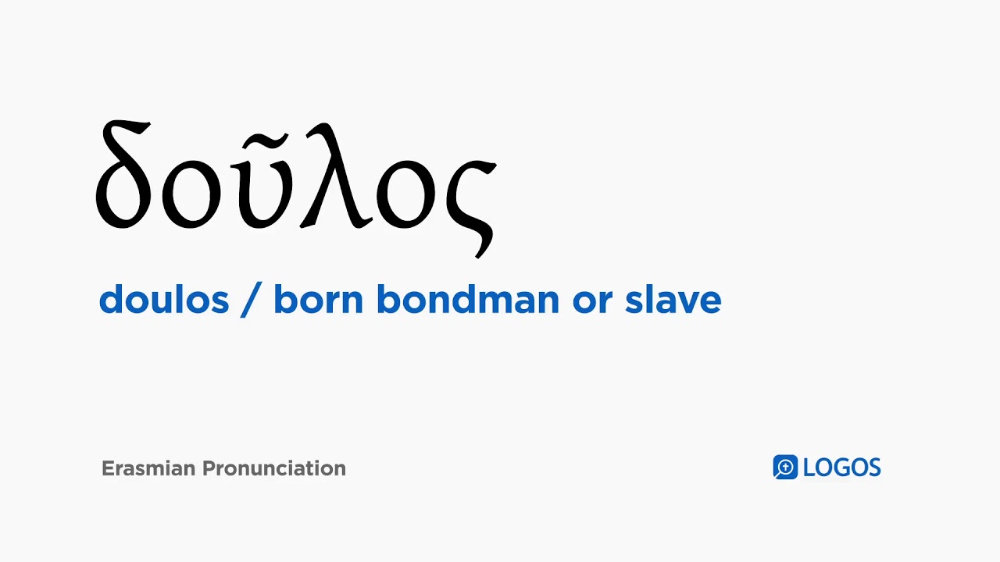 δοῦλος
doulos / born bondman or slave
Erasmian Pronunciation
LOGOS